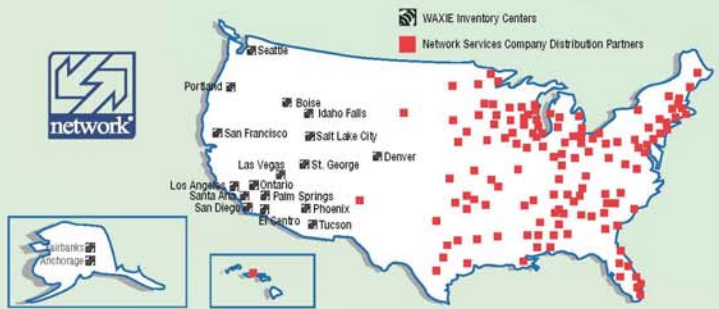 WAXIE Inventory Centers
Network Services Company Distribution Partners
network®
Seattle
Portland
Boise
Idaho Falls
San Francisco
Salt Lake City
Denver
Las Vegas
St. George
Los Angeles
Ontario
Santa Ana
Palm Springs
San Diego
El Centro
Phoenix
Tucson
Fairbanks
Anchorage